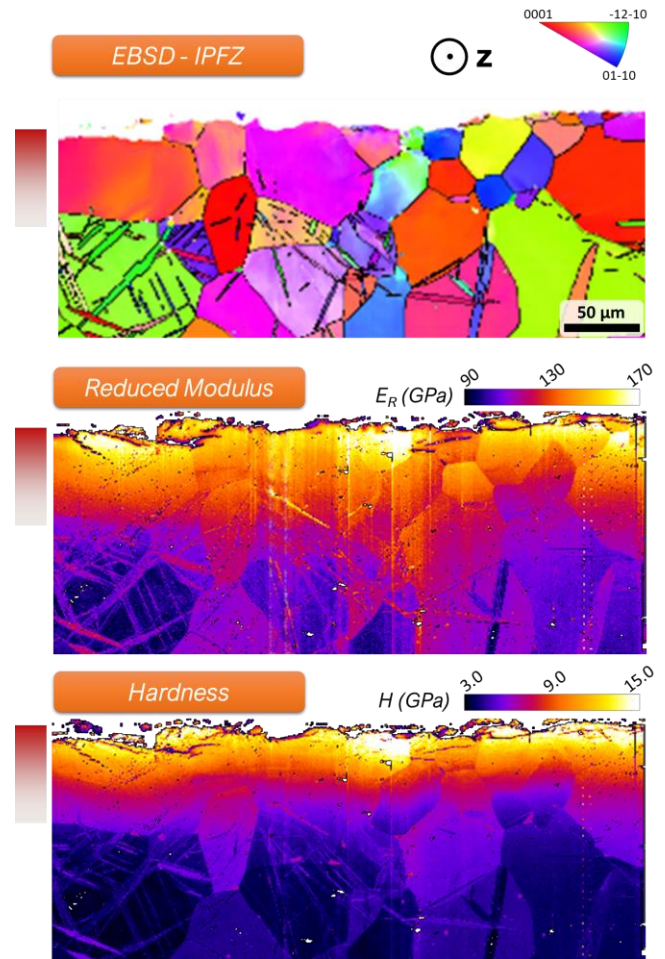 EBSD - IPFZ
z
0001
-12-10
01-10
50 µm
Reduced Modulus
E_R (GPa)
90
130
170
Hardness
H (GPa)
3.0
9.0
15.0